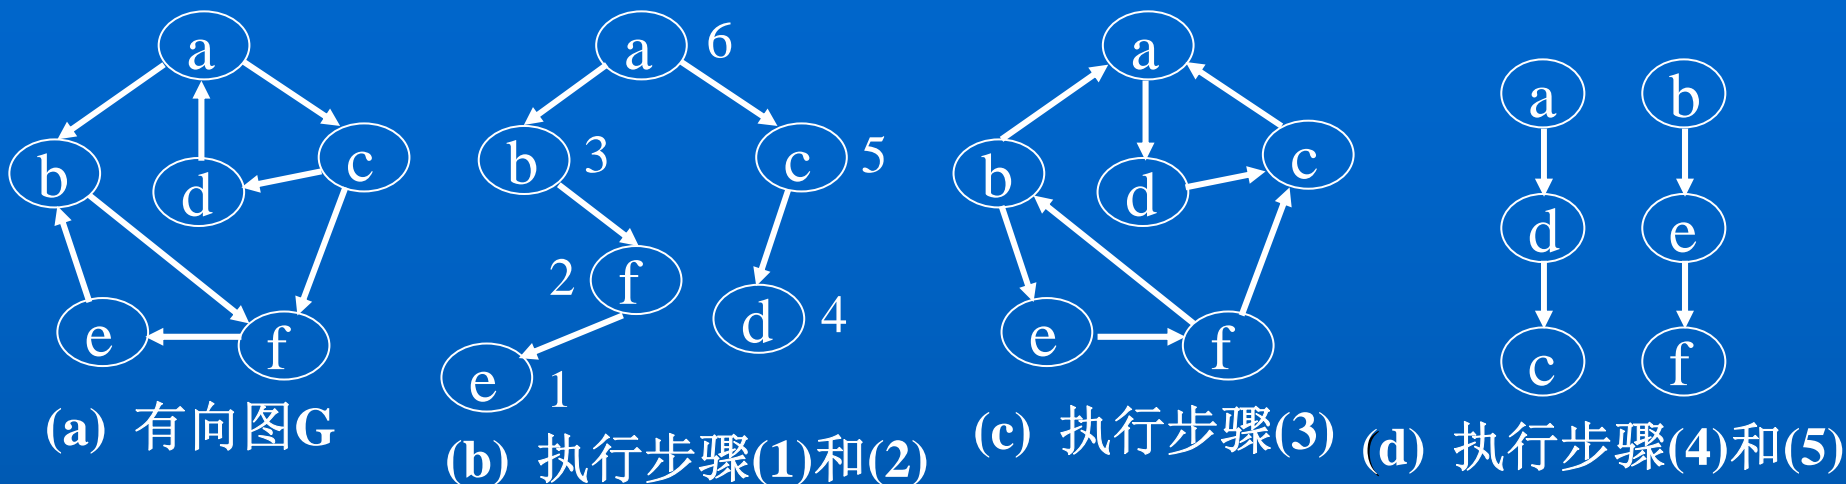 a
b
c
d
e
f
(a) 有向图G
a 6
b 3
c 5
2 f
d 4
e 1
(b) 执行步骤(1)和(2)
a
b
c
d
e
f
(c) 执行步骤(3)
a b
d e
c f
(d) 执行步骤(4)和(5)